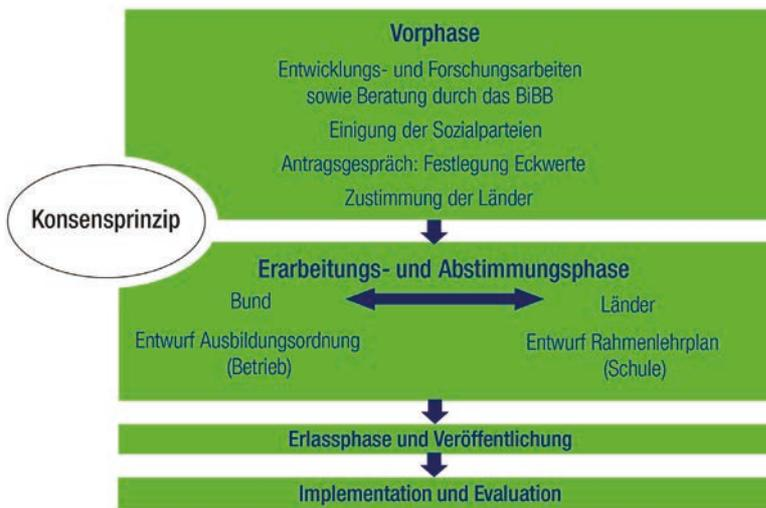 Vorphase
Entwicklungs- und Forschungsarbeiten
sowie Beratung durch das BiBB
Einigung der Sozialparteien
Antragsgespräch: Festlegung Eckwerte
Zustimmung der Länder
Konsensprinzip
Erarbeitungs- und Abstimmungsphase
Bund
Länder
Entwurf Ausbildungsordnung
(Betrieb)
Entwurf Rahmenlehrplan
(Schule)
Erlassphase und Veröffentlichung
Implementation und Evaluation